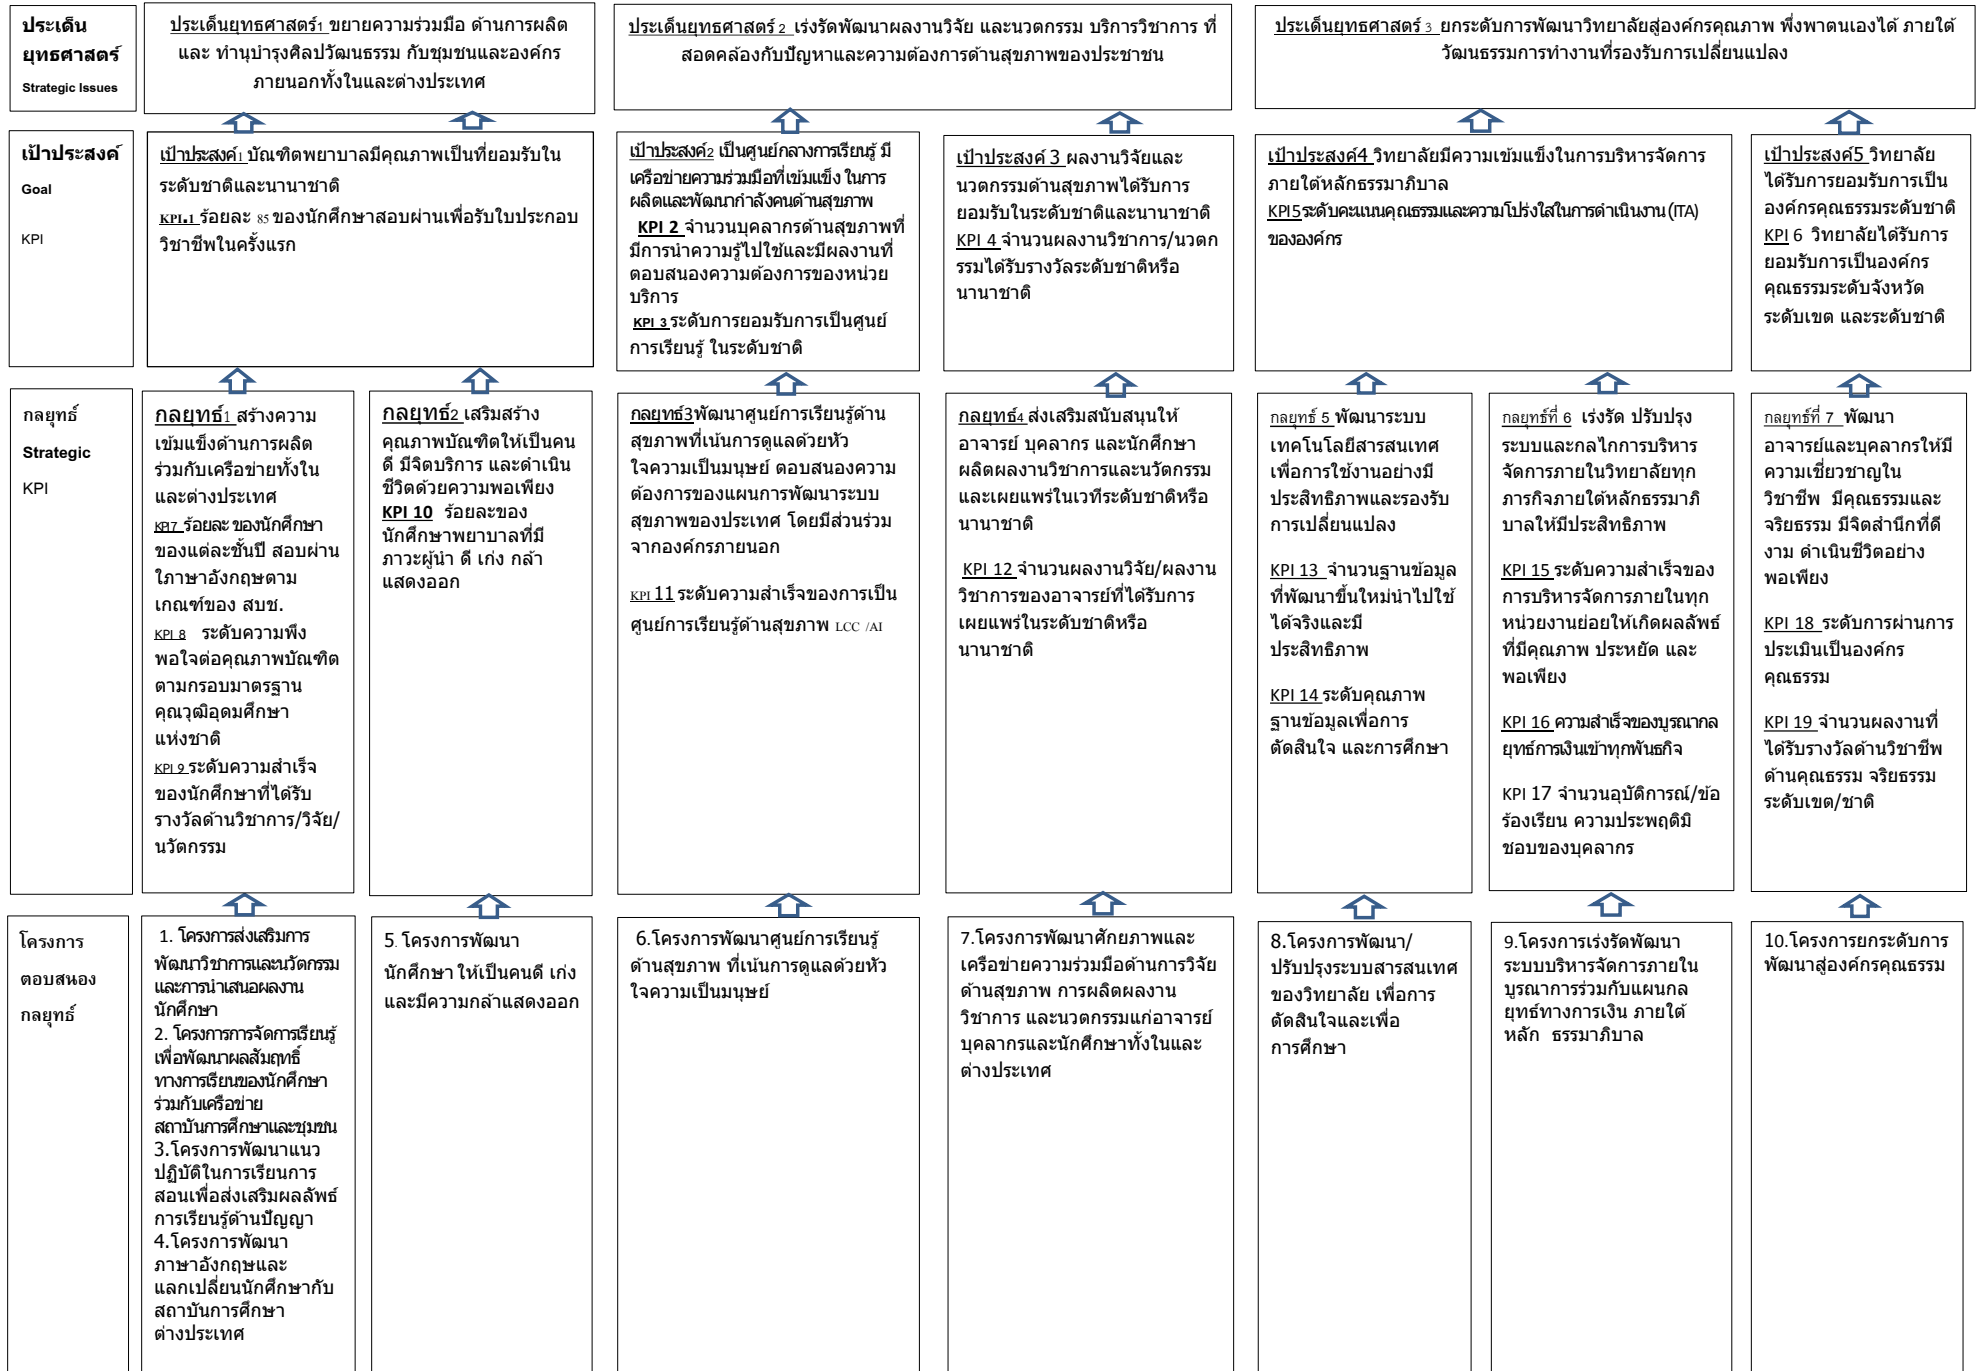 ประเด็น
ยุทธศาสตร์
Strategic Issues
ประเด็นยุทธศาสตร์1 ขยายความร่วมมือ ด้านการผลิต
และ ทำนุบำรุงศิลปวัฒนธรรม กับชุมชนและองค์กร
ภายนอกทั้งในและต่างประเทศ
ประเด็นยุทธศาสตร์ 2 เร่งรัดพัฒนาผลงานวิจัย และนวตกรรม บริการวิชาการ ที่
สอดคล้องกับปัญหาและความต้องการด้านสุขภาพของประชาชน
ประเด็นยุทธศาสตร์ 3 ยกระดับการพัฒนาวิทยาลัยสู่องค์กรคุณภาพ พึ่งพาตนเองได้ ภายใต้
วัฒนธรรมการทำงานที่รองรับการเปลี่ยนแปลง
เป้าประสงค์
Goal
KPI
เป้าประสงค์1 บัณฑิตพยาบาลมีคุณภาพเป็นที่ยอมรับใน
ระดับชาติและนานาชาติ
KPI.1 ร้อยละ 85 ของนักศึกษาสอบผ่านเพื่อรับใบประกอบ
วิชาชีพในครั้งแรก
เป้าประสงค์2 เป็นศูนย์กลางการเรียนรู้ มี
เครือข่ายความร่วมมือที่เข้มแข็ง ในการ
ผลิตและพัฒนากำลังคนด้านสุขภาพ
KPI 2 จำนวนบุคลากรด้านสุขภาพที่
มีการนำความรู้ไปใช้และมีผลงานที่
ตอบสนองความต้องการของหน่วย
บริการ
KPI 3 ระดับการยอมรับการเป็นศูนย์
การเรียนรู้ ในระดับชาติ
เป้าประสงค์ 3 ผลงานวิจัยและ
นวตกรรมด้านสุขภาพได้รับการ
ยอมรับในระดับชาติและนานาชาติ
KPI 4 จำนวนผลงานวิชาการ/นวตก
รรมได้รับรางวัลระดับชาติหรือ
นานาชาติ
เป้าประสงค์4 วิทยาลัยมีความเข้มแข็งในการบริหารจัดการ
ภายใต้หลักธรรมาภิบาล
KPI5 ระดับคะแนนคุณธรรมและความโปร่งใสในการดำเนินงาน (ITA)
ขององค์กร
เป้าประสงค์5 วิทยาลัย
ได้รับการยอมรับการเป็น
องค์กรคุณธรรมระดับชาติ
KPI 6 วิทยาลัยได้รับการ
ยอมรับการเป็นองค์กร
คุณธรรมระดับจังหวัด
ระดับเขต และระดับชาติ
กลยุทธ์
Strategic
KPI
กลยุทธ์1 สร้างความ
เข้มแข็งด้านการผลิต
ร่วมกับเครือข่ายทั้งใน
และต่างประเทศ
KPI7 ร้อยละ ของนักศึกษา
ของแต่ละชั้นปี สอบผ่าน
ใภาษาอังกฤษตาม
เกณฑ์ของ สบช.
KPI 8 ระดับความพึง
พอใจต่อคุณภาพบัณฑิต
ตามกรอบมาตรฐาน
คุณวุฒิอุดมศึกษา
แห่งชาติ
KPI 9 ระดับความสำเร็จ
ของนักศึกษาที่ได้รับ
รางวัลด้านวิชาการ/วิจัย/
นวัตกรรม
กลยุทธ์2 เสริมสร้าง
คุณภาพบัณฑิตให้เป็นคน
ดี มีจิตบริการ และดำเนิน
ชีวิตด้วยความพอเพียง
KPI 10 ร้อยละของ
นักศึกษาพยาบาลที่มี
ภาวะผู้นำ ดี เก่ง กล้า
แสดงออก
กลยุทธ์3พัฒนาศูนย์การเรียนรู้ด้าน
สุขภาพที่เน้นการดูแลด้วยหัว
ใจความเป็นมนุษย์ ตอบสนองความ
ต้องการของแผนการพัฒนาระบบ
สุขภาพของประเทศ โดยมีส่วนร่วม
จากองค์กรภายนอก
KPI 11 ระดับความสำเร็จของการเป็น
ศูนย์การเรียนรู้ด้านสุขภาพ LCC /AI
กลยุทธ์4 ส่งเสริมสนับสนุนให้
อาจารย์ บุคลากร และนักศึกษา
ผลิตผลงานวิชาการและนวัตกรรม
และเผยแพร่ในเวทีระดับชาติหรือ
นานาชาติ
KPI 12 จำนวนผลงานวิจัย/ผลงาน
วิชาการของอาจารย์ที่ได้รับการ
เผยแพร่ในระดับชาติหรือ
นานาชาติ
กลยุทธ์ 5 พัฒนาระบบ
เทคโนโลยีสารสนเทศ
เพื่อการใช้งานอย่างมี
ประสิทธิภาพและรองรับ
การเปลี่ยนแปลง
KPI 13 จำนวนฐานข้อมูล
ที่พัฒนาขึ้นใหม่นำไปใช้
ได้จริงและมี
ประสิทธิภาพ
KPI 14 ระดับคุณภาพ
ฐานข้อมูลเพื่อการ
ตัดสินใจ และการศึกษา
กลยุทธ์ที่ 6 เร่งรัด ปรับปรุง
ระบบและกลไกการบริหาร
จัดการภายในวิทยาลัยทุก
ภารกิจภายใต้หลักธรรมาภิ
บาลให้มีประสิทธิภาพ
KPI 15 ระดับความสำเร็จของ
การบริหารจัดการภายในทุก
หน่วยงานย่อยให้เกิดผลลัพธ์
ที่มีคุณภาพ ประหยัด และ
พอเพียง
KPI 16 ความสำเร็จของบูรณากล
ยุทธ์การเงินเข้าทุกพันธกิจ
KPI 17 จำนวนอุบัติการณ์/ข้อ
ร้องเรียน ความประพฤติมิ
ชอบของบุคลากร
กลยุทธ์ที่ 7 พัฒนา
อาจารย์และบุคลากรให้มี
ความเชี่ยวชาญใน
วิชาชีพ มีคุณธรรมและ
จริยธรรม มีจิตสำนึกที่ดี
งาม ดำเนินชีวิตอย่าง
พอเพียง
KPI 18 ระดับการผ่านการ
ประเมินเป็นองค์กร
คุณธรรม
KPI 19 จำนวนผลงานที่
ได้รับรางวัลด้านวิชาชีพ
ด้านคุณธรรม จริยธรรม
ระดับเขต/ชาติ
โครงการ
ตอบสหอง
กลยุทธ์
1. โครงการส่งเสริมการ
พัฒนาวิชาการและนวัตกรรม
และการนำเสนอผลงาน
นักศึกษา
2. โครงการการจัดการเรียนรู้
เพื่อพัฒนาผลสัมฤทธิ์
ทางการเรียนของนักศึกษา
ร่วมกับเครือข่าย
สถาบันการศึกษาและชุมชน
3.โครงการพัฒนาแนว
ปฏิบัติในการเรียนการ
สอนเพื่อส่งเสริมผลลัพธ์
การเรียนรู้ด้านปัญญา
4.โครงการพัฒนา
ภาษาอังกฤษและ
แลกเปลี่ยนนักศึกษากับ
สถาบันการศึกษา
ต่างประเทศ
5. โครงการพัฒนา
นักศึกษา ให้เป็นคนดี เก่ง
และมีความกล้าแสดงออก
6.โครงการพัฒนาศูนย์การเรียนรู้
ด้านสุขภาพ ที่เน้นการดูแลด้วยหัว
ใจความเป็นมนุษย์
7.โครงการพัฒนาศักยภาพและ
เครือข่ายความร่วมมือด้านการวิจัย
ด้านสุขภาพ การผลิตผลงาน
วิชาการ และนวตกรรมแก่อาจารย์
บุคลากรและนักศึกษาทั้งในและ
ต่างประเทศ
8.โครงการพัฒนา/
ปรับปรุงระบบสารสนเทศ
ของวิทยาลัย เพื่อการ
ตัดสินใจและเพื่อ
การศึกษา
9.โครงการเร่งรัดพัฒนา
ระบบบริหารจัดการภายใน
บูรณาการร่วมกับแผนกล
ยุทธ์ทางการเงิน ภายใต้
หลัก ธรรมาภิบาล
10.โครงการยกระดับการ
พัฒนาสู่องค์กรคุณธรรม